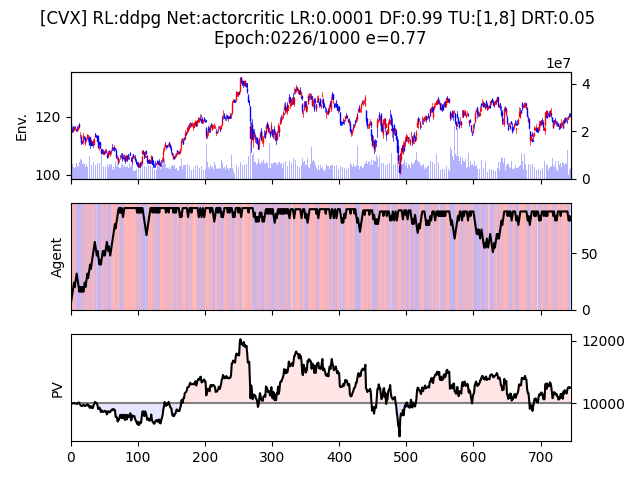 [CVX] RL:ddpg Net:actorcritic LR:0.0001 DF:0.99 TU:[1,8] DRT:0.05
Epoch:0226/1000 e=0.77
1e7
Env.
120
100
4
2
0
Agent
50
0
PV
12000
10000
0 100 200 300 400 500 600 700